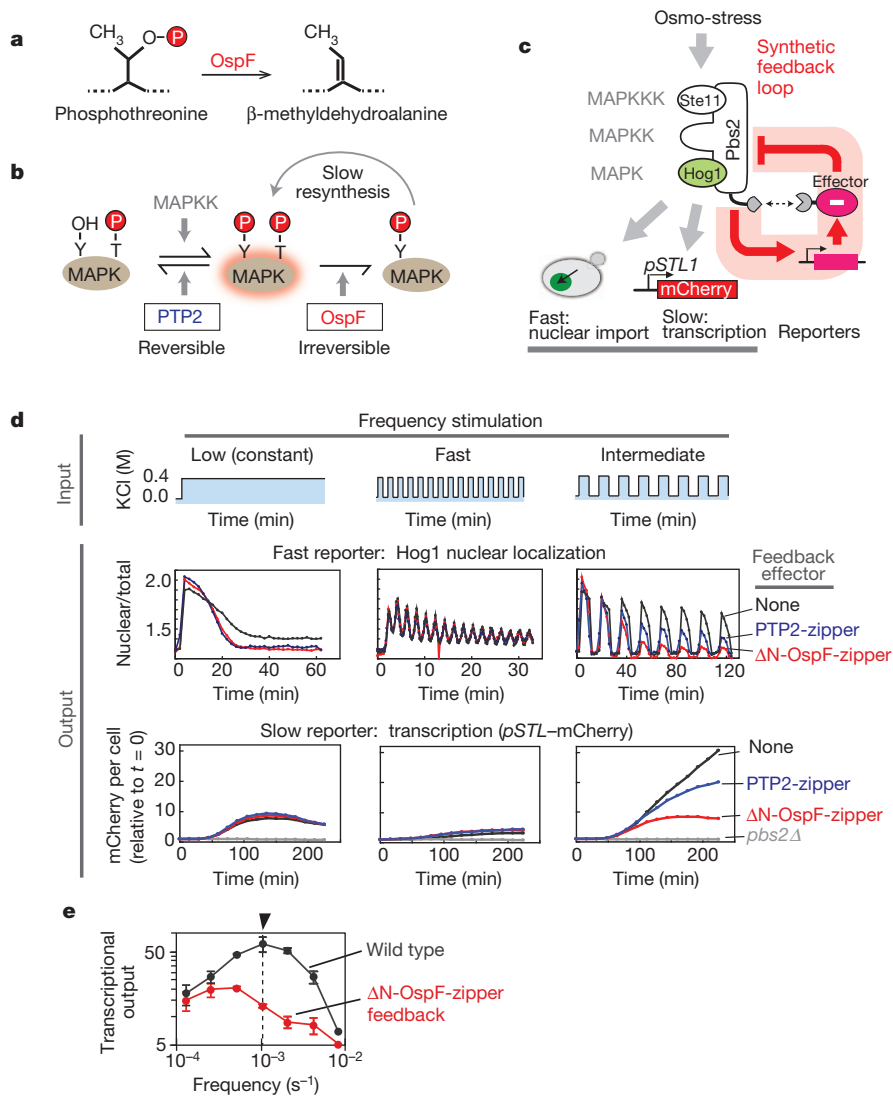 a
CH3
O
P
OspF
Phosphothreonine
β-methyldehydroalanine
b
Slow
resynthesis
MAPKK
OH
P
Y
T
MAPK
P
P
Y
T
MAPK
P
Y
MAPK
PTP2
OspF
Reversible
Irreversible
c
Osmo-stress
Synthetic
feedback
loop
MAPKKK
Ste11
MAPKK
Pbs2
MAPK
Hog1
Effector
pSTL1
mCherry
Fast:
nuclear import
Slow:
transcription
Reporters
d
Frequency stimulation
Input
Low (constant)
Fast
Intermediate
KCl (M)
0.4
0.0
Time (min)
Time (min)
Time (min)
Output
Fast reporter: Hog1 nuclear localization
Feedback
effector
Nuclear/total
2.0
1.5
None
PTP2-zipper
ΔN-OspF-zipper
0 20 40 60
0 10 20 30
0 20 40 60 80 100 120
Time (min)
Time (min)
Time (min)
Slow reporter: transcription (pSTL–mCherry)
mCherry per cell
(relative to t = 0)
30
20
10
0
None
PTP2-zipper
ΔN-OspF-zipper
pbs2Δ
0 100 200
0 100 200
0 100 200
Time (min)
Time (min)
Time (min)
e
Transcriptional
output
50
5
Wild type
ΔN-OspF-zipper
feedback
10–4
10–3
10–2
Frequency (s–1)